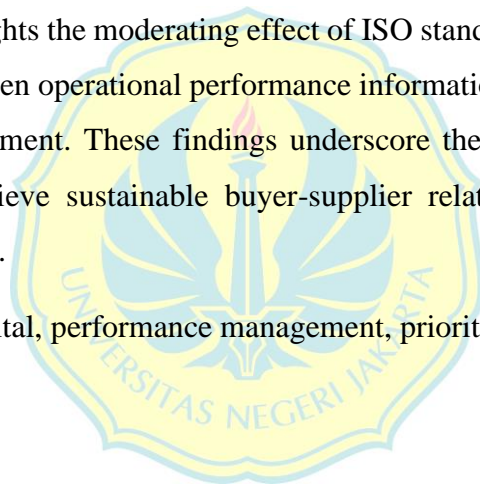 ghts the moderating effect of ISO stand
en operational performance informatio
ment. These findings underscore the
ieve sustainable buyer-supplier relat
.
ital, performance management, priorit
UNIVERSITAS NEGERI JAKARTA